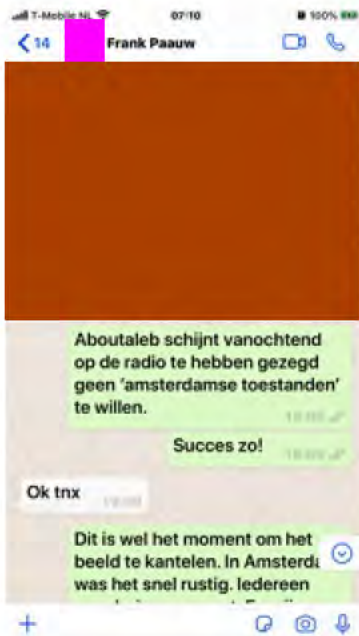 T-Mobile NL 07:10 100%
14 Frank Paauw
Aboutaleb schijnt vanochtend
op de radio te hebben gezegd
geen 'amsterdamse toestanden'
te willen.
Succes zo!
Ok tnx
Dit is wel het moment om het
beeld te kantelen. In Amsterda
was het snel rustig. Iedereen